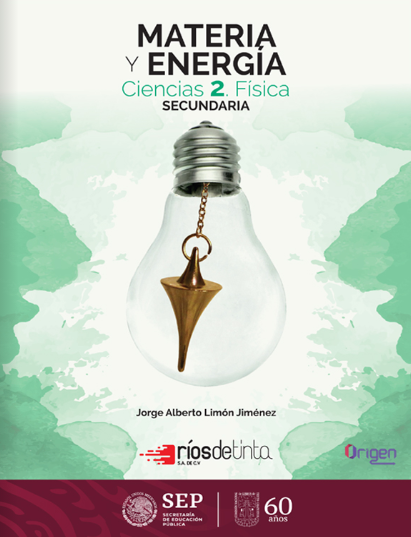 MATERIA
Y ENERGÍA
Ciencias 2. Física
SECUNDARIA
Jorge Alberto Limón Jiménez
ríosdetinta
S.A. DE C.V
Origen
SEP
SECRETARÍA
DE EDUCACIÓN
PÚBLICA
60
años